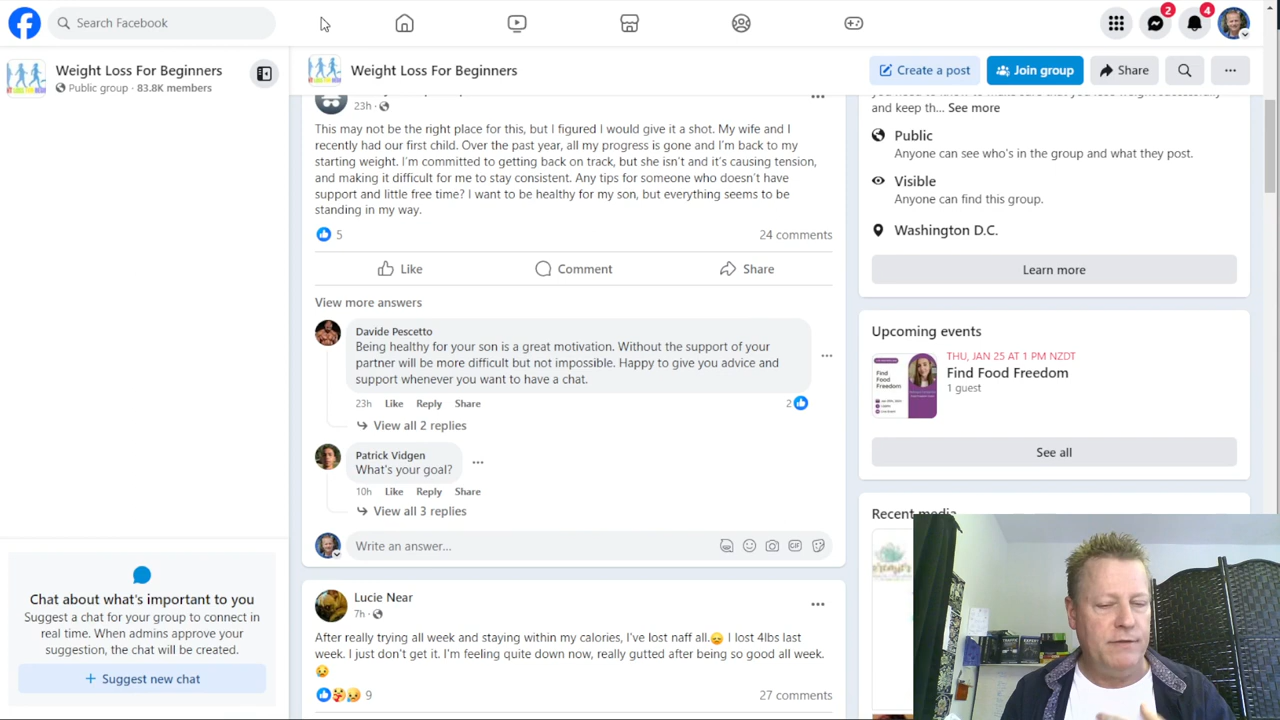 Search Facebook
2
4
Weight Loss For Beginners
Public group · 83.8K members
Weight Loss For Beginners
Create a post
Join group
Share
23h ·
This may not be the right place for this, but I figured I would give it a shot. My wife and I
recently had our first child. Over the past year, all my progress is gone and I'm back to my
starting weight. I'm committed to getting back on track, but she isn't and it's causing tension,
and making it difficult for me to stay consistent. Any tips for someone who doesn't have
support and little free time? I want to be healthy for my son, but everything seems to be
standing in my way.
5
24 comments
Like
Comment
Share
View more answers
Davide Pescetto
Being healthy for your son is a great motivation. Without the support of your
partner will be more difficult but not impossible. Happy to give you advice and
support whenever you want to have a chat.
23h Like Reply Share
2
View all 2 replies
Patrick Vidgen
What's your goal?
10h Like Reply Share
View all 3 replies
Write an answer...
GIF
Lucie Near
7h ·
After really trying all week and staying within my calories, I've lost naff all. I lost 4lbs last
week. I just don't get it. I'm feeling quite down now, really gutted after being so good all week.
9
27 comments
and keep th... See more
Public
Anyone can see who's in the group and what they post.
Visible
Anyone can find this group.
Washington D.C.
Learn more
Upcoming events
Find
Food
Freedom
THU, JAN 25 AT 1 PM NZDT
Find Food Freedom
1 guest
See all
Recent media
Chat about what's important to you
Suggest a chat for your group to connect in
real time. When admins approve your
suggestion, the chat will be created.
+ Suggest new chat